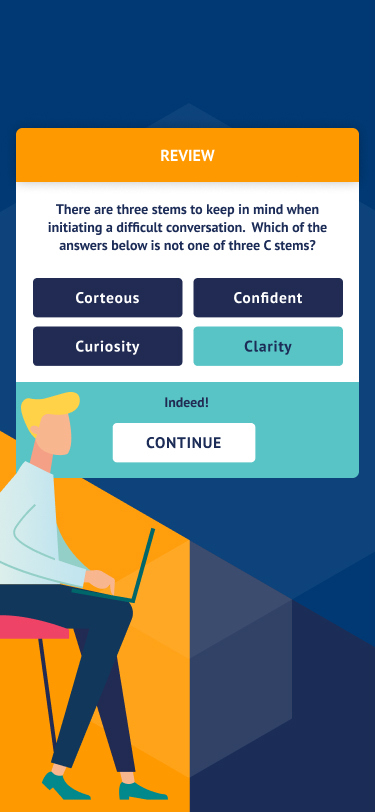 REVIEW
There are three stems to keep in mind when
initiating a difficult conversation.  Which of the
answers below is not one of three C stems?
Corteous
Confident
Curiosity
Clarity
Indeed!
CONTINUE